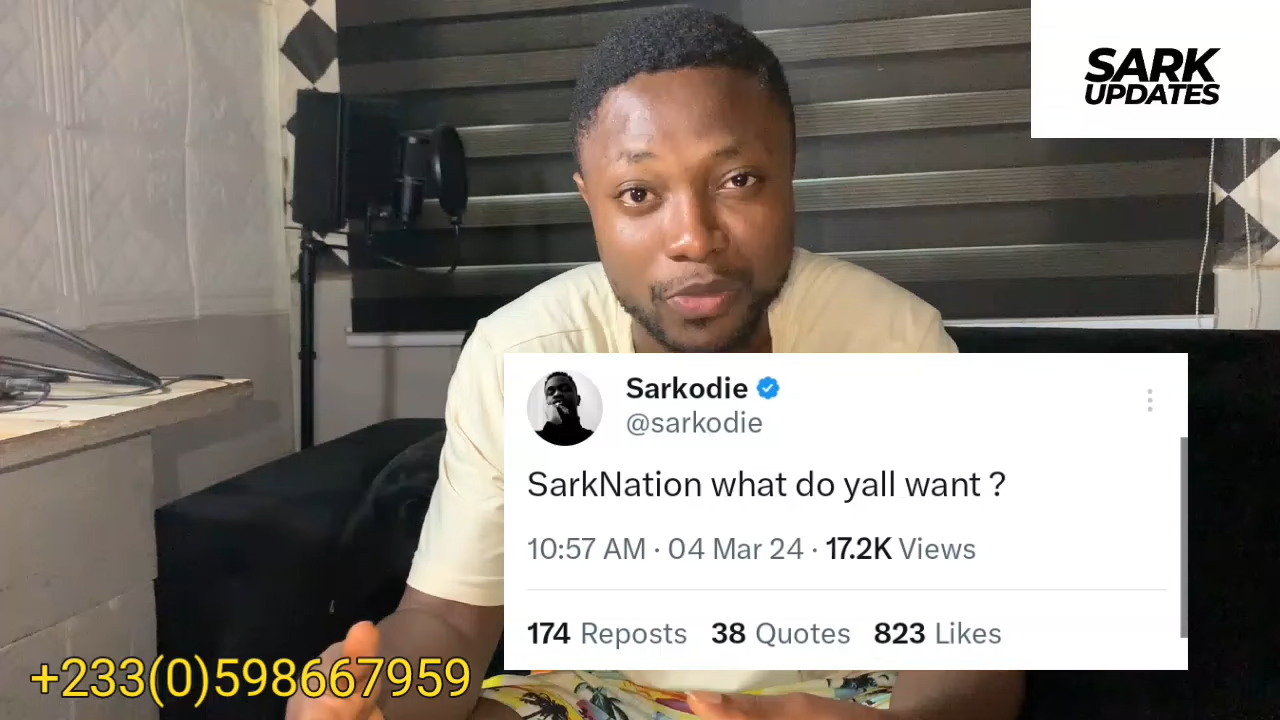 SARK
UPDATES
Sarkodie
@sarkodie
SarkNation what do yall want ?
10:57 AM · 04 Mar 24 · 17.2K Views
174 Reposts 38 Quotes 823 Likes
+233(0)598667959